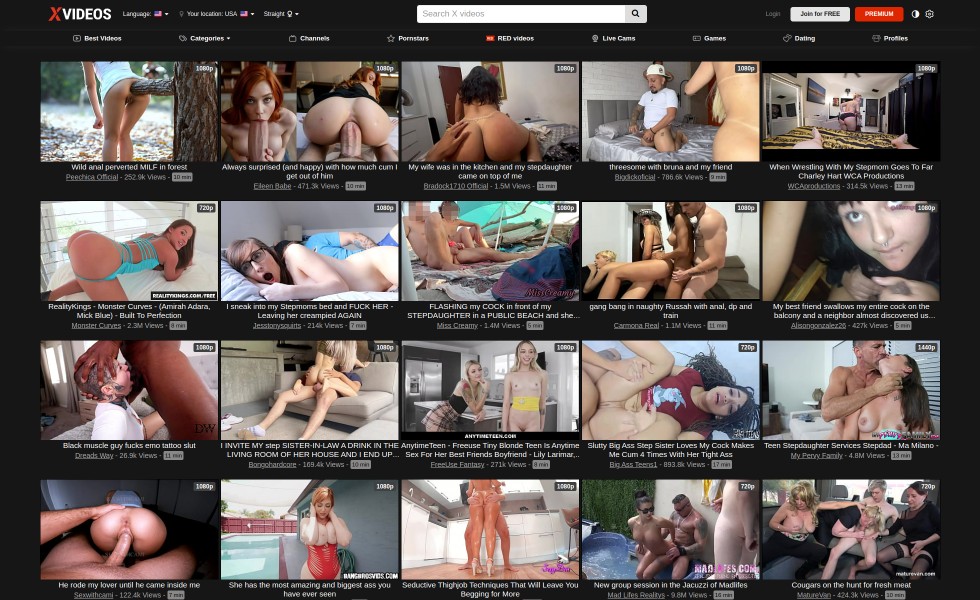 XVIDEOS
Language:
Your location: USA
Straight
Search X videos
Login
Join for FREE
PREMIUM
Best Videos
Categories
Channels
Pornstars
RED videos
Live Cams
Games
Dating
Profiles
1080p
1080p
1080p
1080p
1080p
Wild anal perverted MILF in forest
Peechica Official - 252.9k Views - 10 min
Always surprised (and happy) with how much cum I
get out of him
Eileen Babe - 471.3k Views - 10 min
My wife was in the kitchen and my stepdaughter
came on top of me
Bradock1710 Official - 1.5M Views - 11 min
threesome with bruna and my friend
Bigdickoficial - 786.6k Views - 9 min
When Wrestling With My Stepmom Goes To Far
Charley Hart WCA Productions
WCAproductions - 314.5k Views - 13 min
720p
1080p
1080p
1080p
1080p
REALITYKINGS.COM/FREE
MissCreamy
RealityKings - Monster Curves - (Amirah Adara,
Mick Blue) - Built To Perfection
Monster Curves - 2.3M Views - 8 min
I sneak into my Stepmoms bed and FUCK HER -
Leaving her creampied AGAIN
Jesstionysquirts - 214k Views - 7 min
FLASHING my COCK in front of my
STEPDAUGHTER in a PUBLIC BEACH and she...
Miss Creamy - 1.4M Views - 5 min
gang bang in naughty Russah with anal, dp and
train
Carmona Real - 1.1M Views - 11 min
My best friend swallows my entire cock on the
balcony and a neighbor almost discovered us...
Alisongonzalez26 - 427k Views - 5 min
1080p
1080p
1080p
720p
1440p
DW
ANYTIMETEEN.COM
Black muscle guy fucks emo tattoo slut
Dreads Way - 26.9k Views - 11 min
I INVITE MY step SISTER-IN-LAW A DRINK IN THE
LIVING ROOM OF HER HOUSE AND I END UP...
Bongohardcore - 169.4k Views - 10 min
AnytimeTeen - Freeuse Tiny Blonde Teen Is Anytime
Sex For Her Best Friends Boyfriend - Lily Larimar,...
FreeUse Fantasy - 271k Views - 9 min
Slutty Big Ass Step Sister Loves My Cock Makes
Me Cum 4 Times With Her Tight Ass
Big Ass Teens1 - 893.8k Views - 17 min
Teen Stepdaughter Services Stepdad - Ma Milano -
My Pervy Family - 4.8M Views - 13 min
1080p
1080p
1080p
720p
720p
BANGBROSVIDS.COM
maturevan.com
He rode my lover until he came inside me
Sexwithcami - 122.4k Views - 7 min
She has the most amazing and biggest ass you
have ever seen
Seductive Thighjob Techniques That Will Leave You
Begging for More
New group session in the Jacuzzi of Madlifes
Mad Lifes Realitys - 9.8M Views - 16 min
Cougars on the hunt for fresh meat
MatureVan - 424.3k Views - 10 min